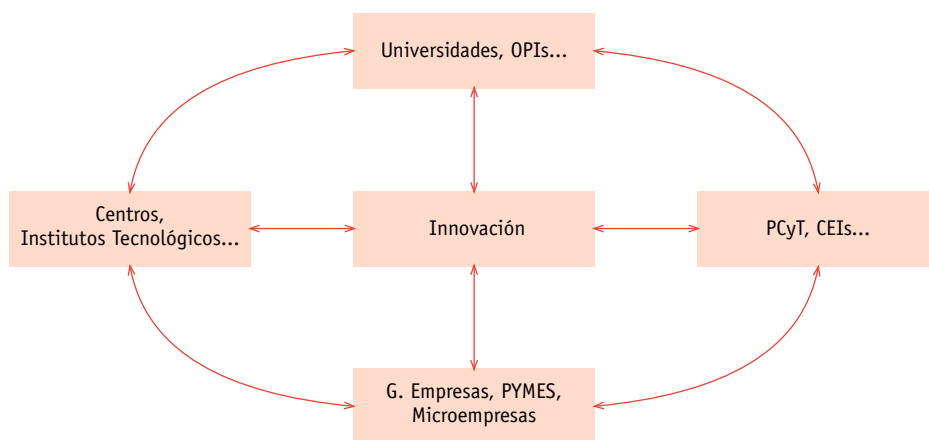 Universidades, OPIs...
Centros,
Institutos Tecnológicos...
Innovación
PCyT, CEIs...
G. Empresas, PYMES,
Microempresas